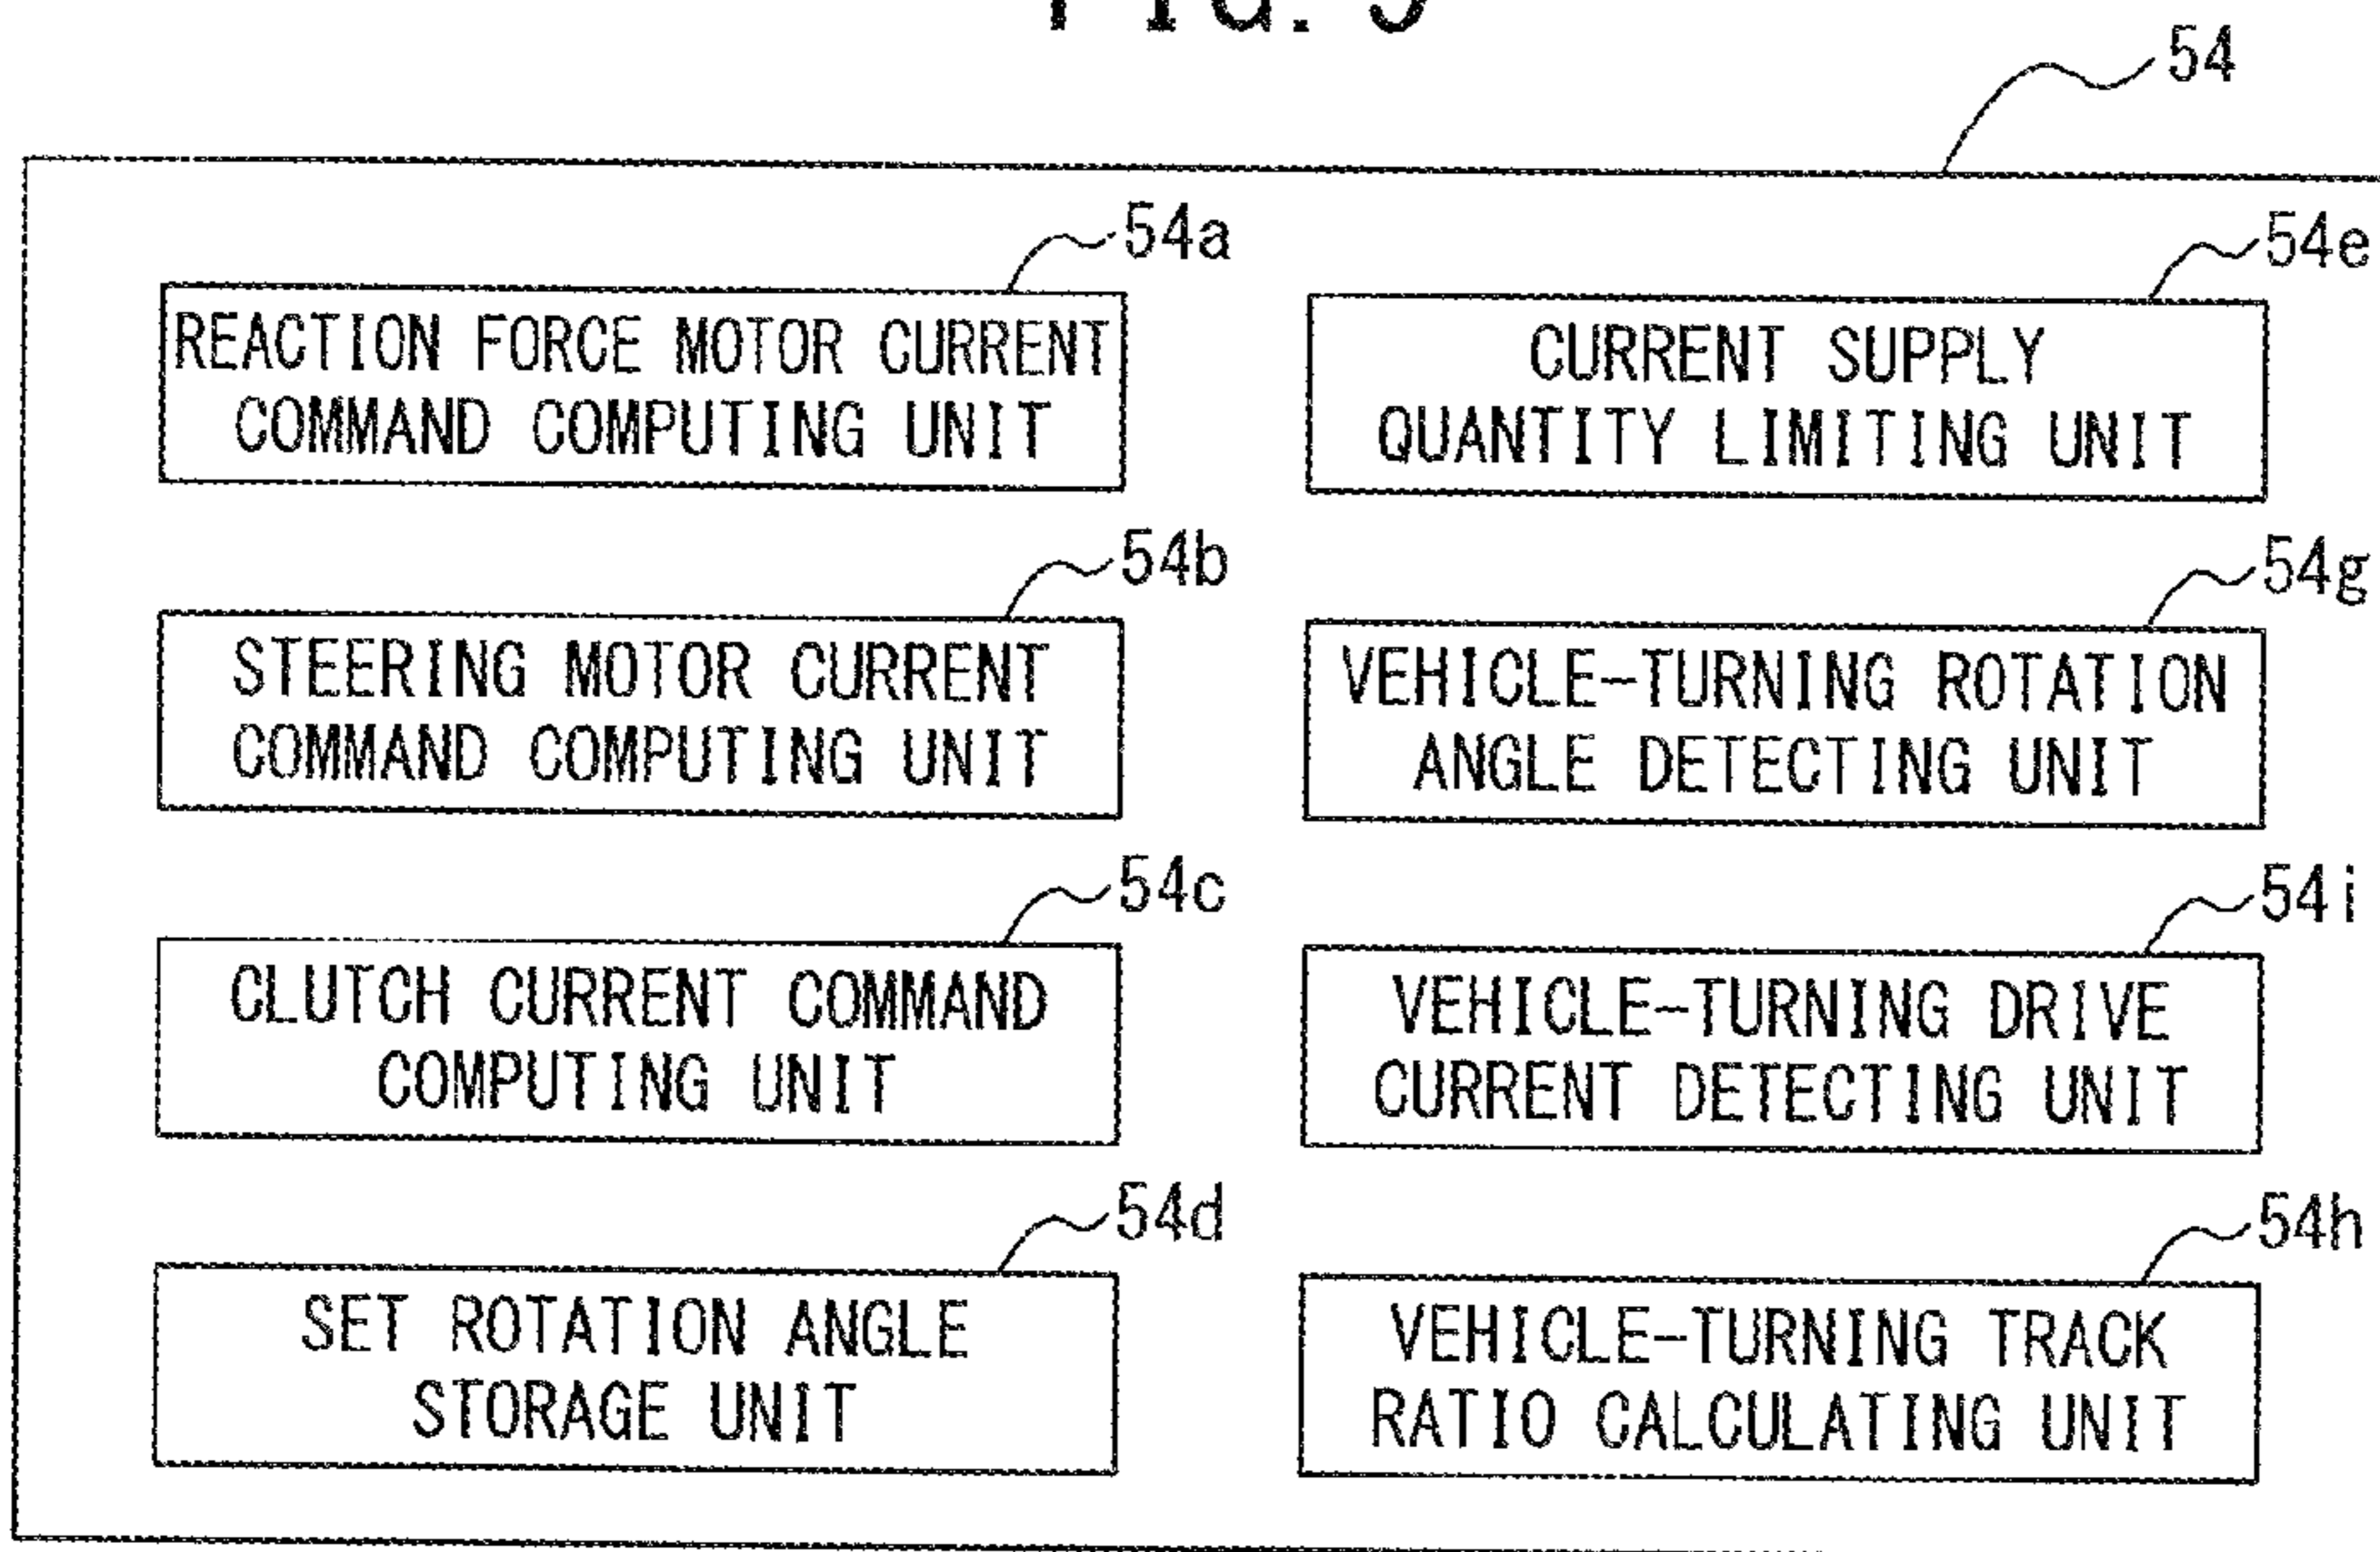 FIG. 9
54
54a
REACTION FORCE MOTOR CURRENT
COMMAND COMPUTING UNIT
54e
CURRENT SUPPLY
QUANTITY LIMITING UNIT
54b
STEERING MOTOR CURRENT
COMMAND COMPUTING UNIT
54g
VEHICLE-TURNING ROTATION
ANGLE DETECTING UNIT
54c
CLUTCH CURRENT COMMAND
COMPUTING UNIT
54i
VEHICLE-TURNING DRIVE
CURRENT DETECTING UNIT
54d
SET ROTATION ANGLE
STORAGE UNIT
54h
VEHICLE-TURNING TRACK
RATIO CALCULATING UNIT